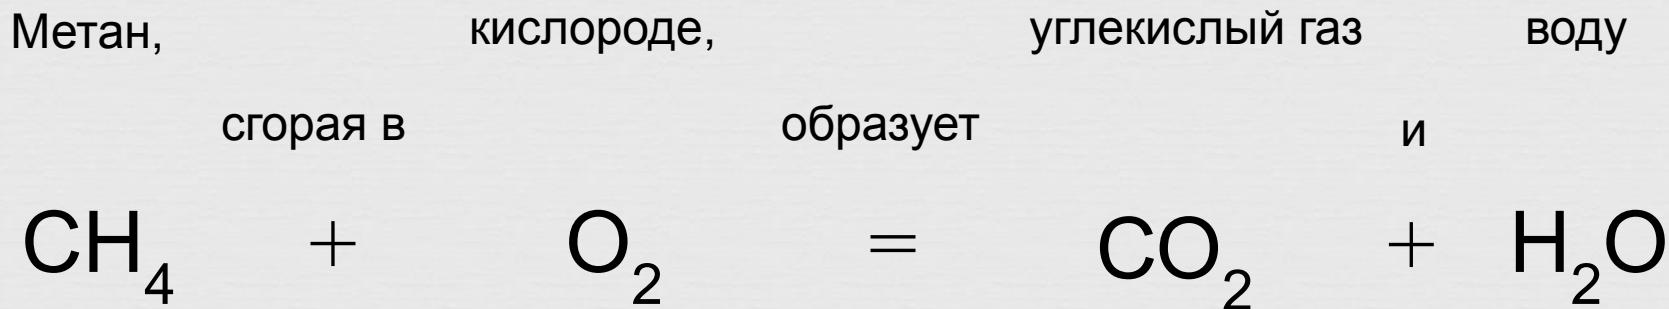 Метан, кислороде, углекислый газ воду
сгорая в образует и
CH₄ + O₂ = CO₂ + H₂O